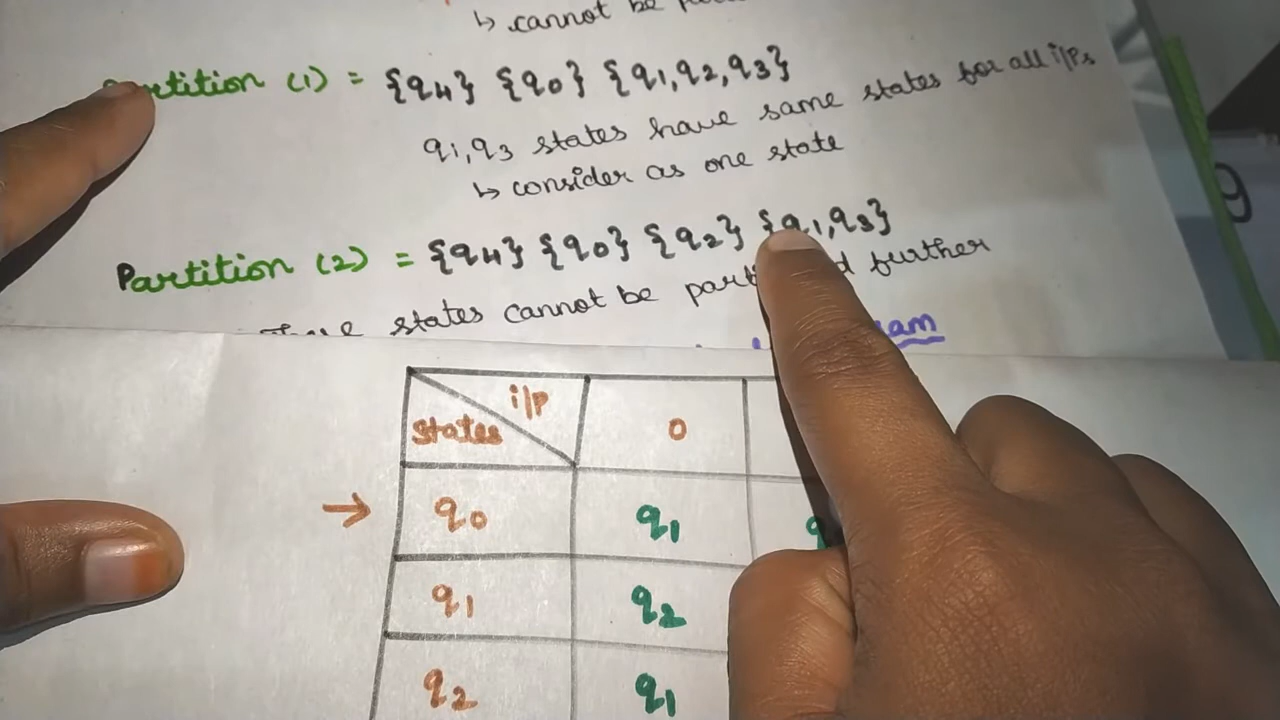 ↳ cannot be
Partition (1) = {q4} {q0} {q1,q2,q3}
q1,q3 states have same states for all i/Ps
↳ consider as one state
Partition (2) = {q4} {q0} {q2} {q1,q3}
states cannot be further
i/P
states 0
→ q0 q1
q1 q2
q2 q1
9